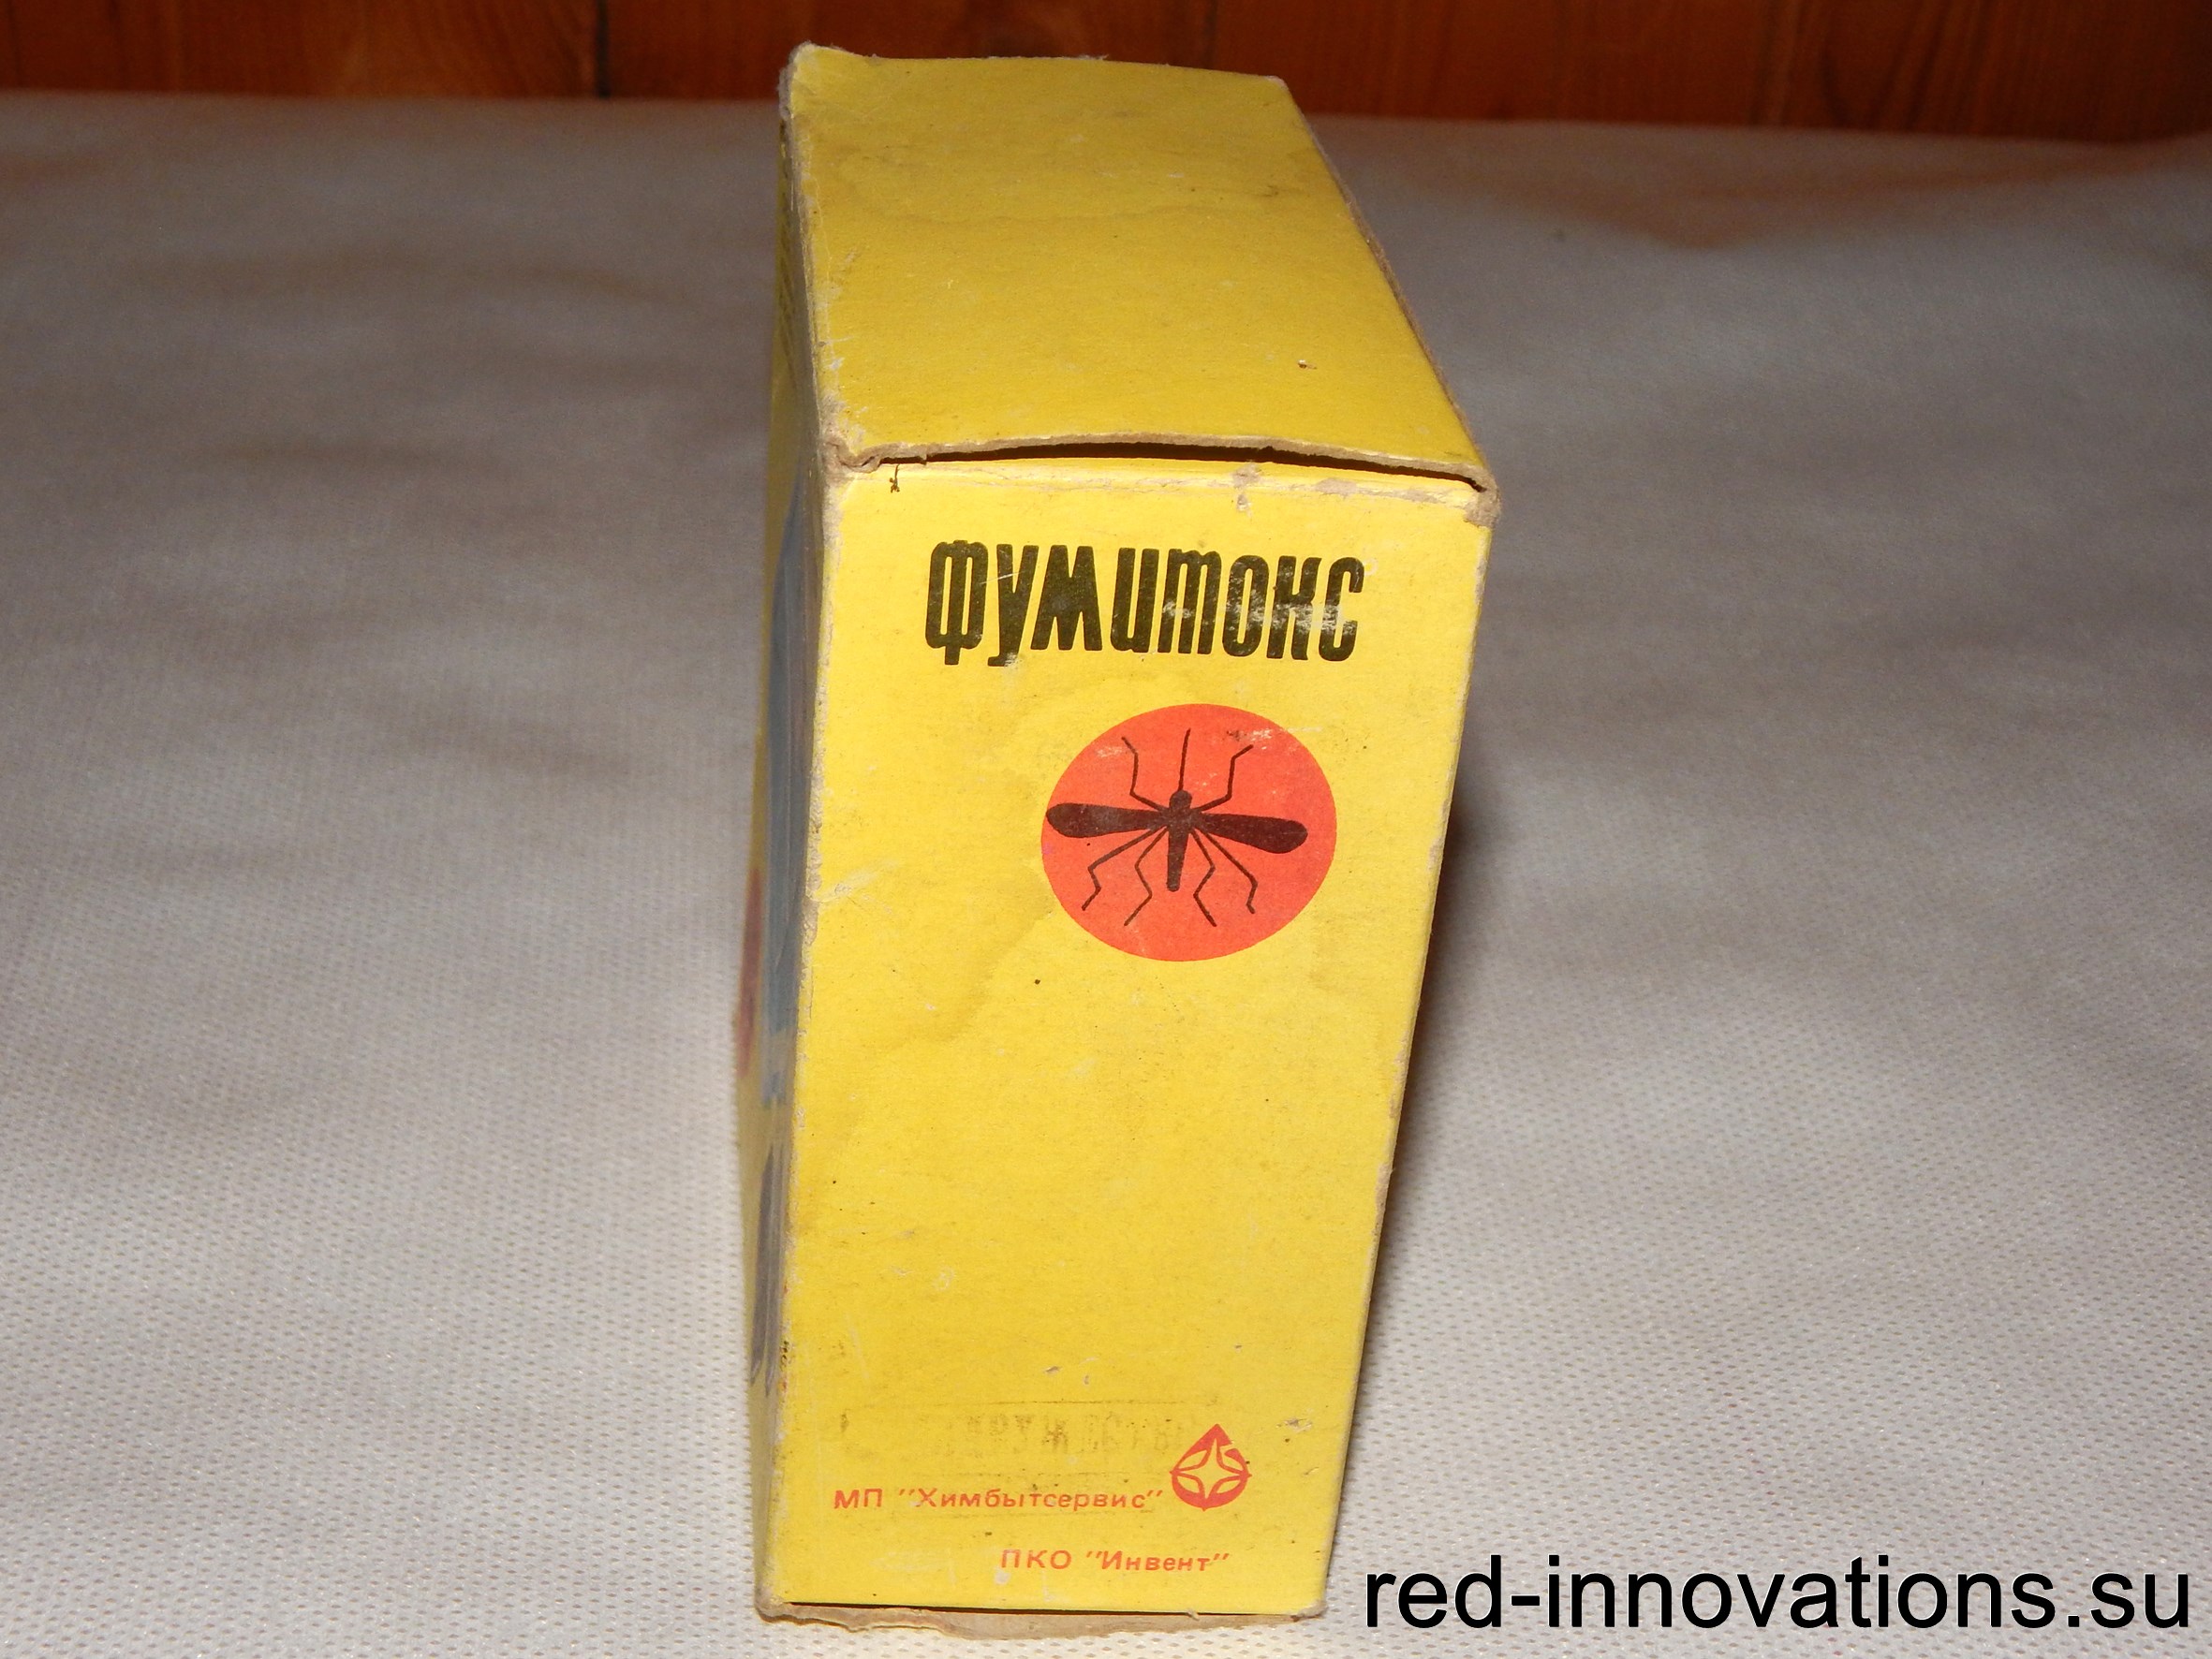 фумитокс
МП "Химбытсервис"
ПКО "Инвент"
red-innovations.su